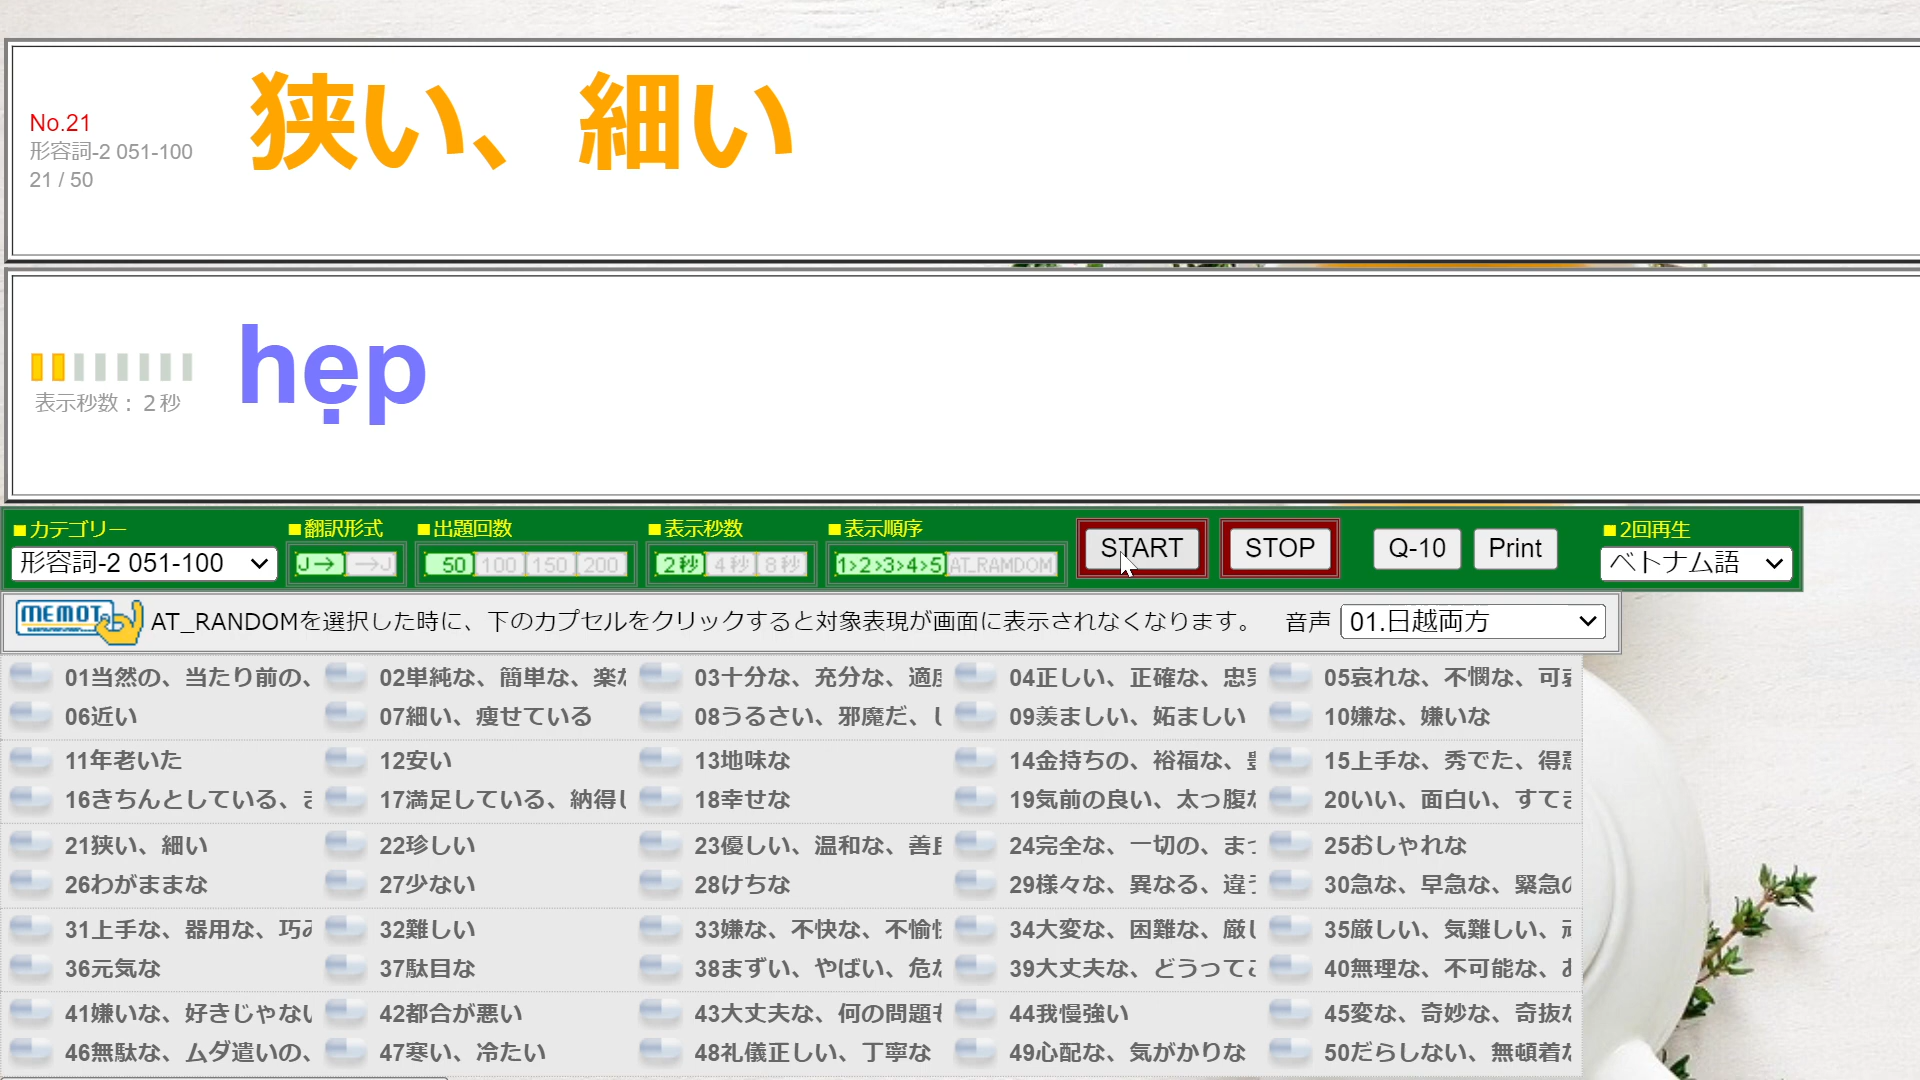 狭い、細い
No.21
形容詞-2 051-100
21 / 50
hẹp
表示秒数：２秒
■カテゴリー ■翻訳形式 ■出題回数 ■表示秒数 ■表示順序 ■2回再生
形容詞-2 051-100 J→ →J 50 100 150 200 2秒 4秒 8秒 1>2>3>4>5 AT_RAMDOM START STOP Q-10 Print ベトナム語
MEMOT AT_RANDOMを選択した時に、下のカプセルをクリックすると対象表現が画面に表示されなくなります。 音声 01.日越両方
01当然の、当たり前の、 02単純な、簡単な、楽な 03十分な、充分な、適度 04正しい、正確な、忠実 05哀れな、不憫な、可哀
06近い 07細い、痩せている 08うるさい、邪魔だ、し 09羨ましい、妬ましい 10嫌な、嫌いな
11年老いた 12安い 13地味な 14金持ちの、裕福な、豊 15上手な、秀でた、得意
16きちんとしている、き 17満足している、納得し 18幸せな 19気前の良い、太っ腹な 20いい、面白い、すてき
21狭い、細い 22珍しい 23優しい、温和な、善良 24完全な、一切の、まっ 25おしゃれな
26わがままな 27少ない 28けちな 29様々な、異なる、違う 30急な、早急な、緊急の
31上手な、器用な、巧み 32難しい 33嫌な、不快な、不愉快 34大変な、困難な、厳し 35厳しい、気難しい、
36元気な 37駄目な 38まずい、やばい、危な 39大丈夫な、どうってこ 40無理な、不可能な、あ
41嫌いな、好きじゃない 42都合が悪い 43大丈夫な、何の問題も 44我慢強い 45変な、奇妙な、奇抜な
46無駄な、ムダ遣いの、 47寒い、冷たい 48礼儀正しい、丁寧な 49心配な、気がかりな 50だらしない、無頓着な